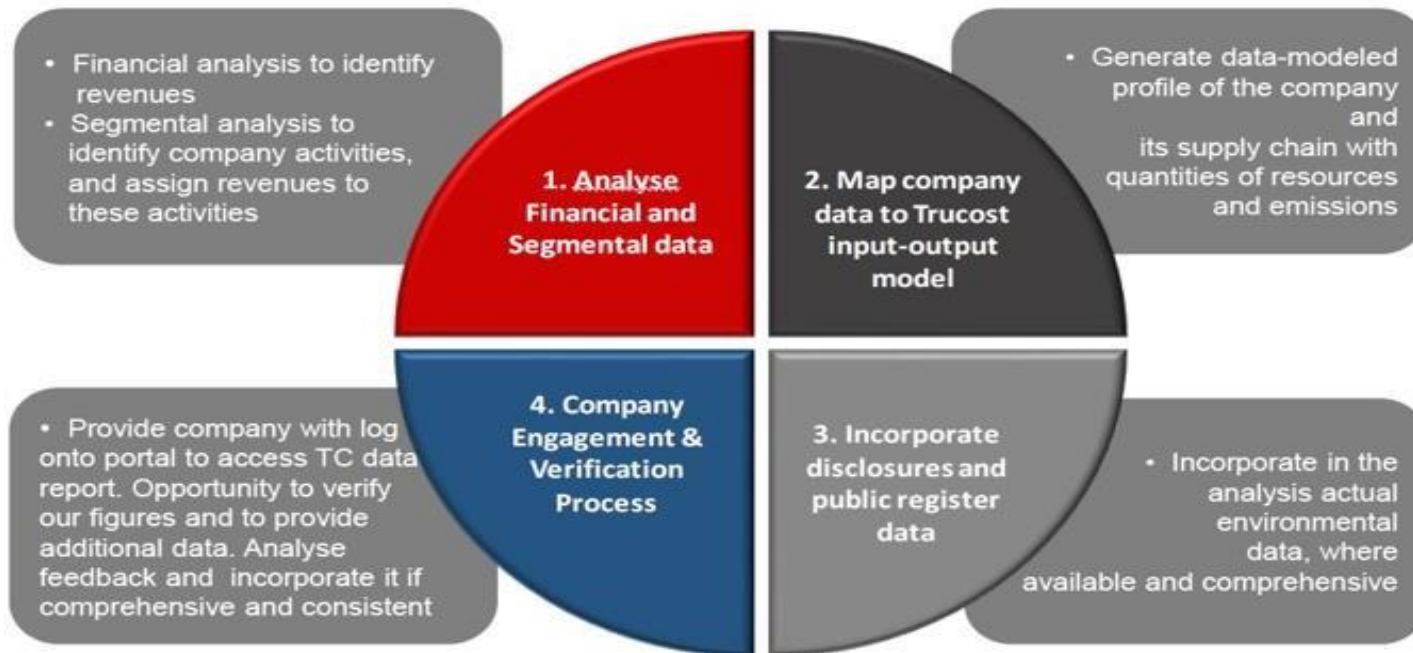 • Financial analysis to identify
revenues
• Segmental analysis to
identify company activities,
and assign revenues to
these activities
1. Analyse
Financial and
Segmental data
2. Map company
data to Trucost
input-output
model
• Generate data-modeled
profile of the company
and
its supply chain with
quantities of resources
and emissions
• Provide company with log
onto portal to access TC data
report. Opportunity to verify
our figures and to provide
additional data. Analyse
feedback and incorporate it if
comprehensive and consistent
4. Company
Engagement &
Verification
Process
3. Incorporate
disclosures and
public register
data
• Incorporate in the
analysis actual
environmental
data, where
available and comprehensive